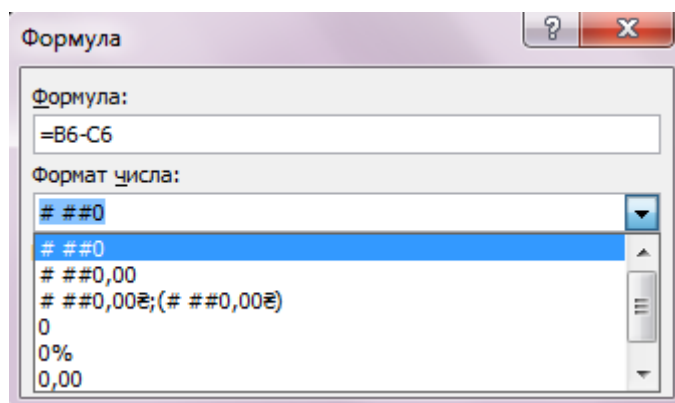 Формула
Формула:
=B6-C6
Формат числа:
# ##0
# ##0
# ##0,00
# ##0,00₴;(# ##0,00₴)
0
0%
0,00